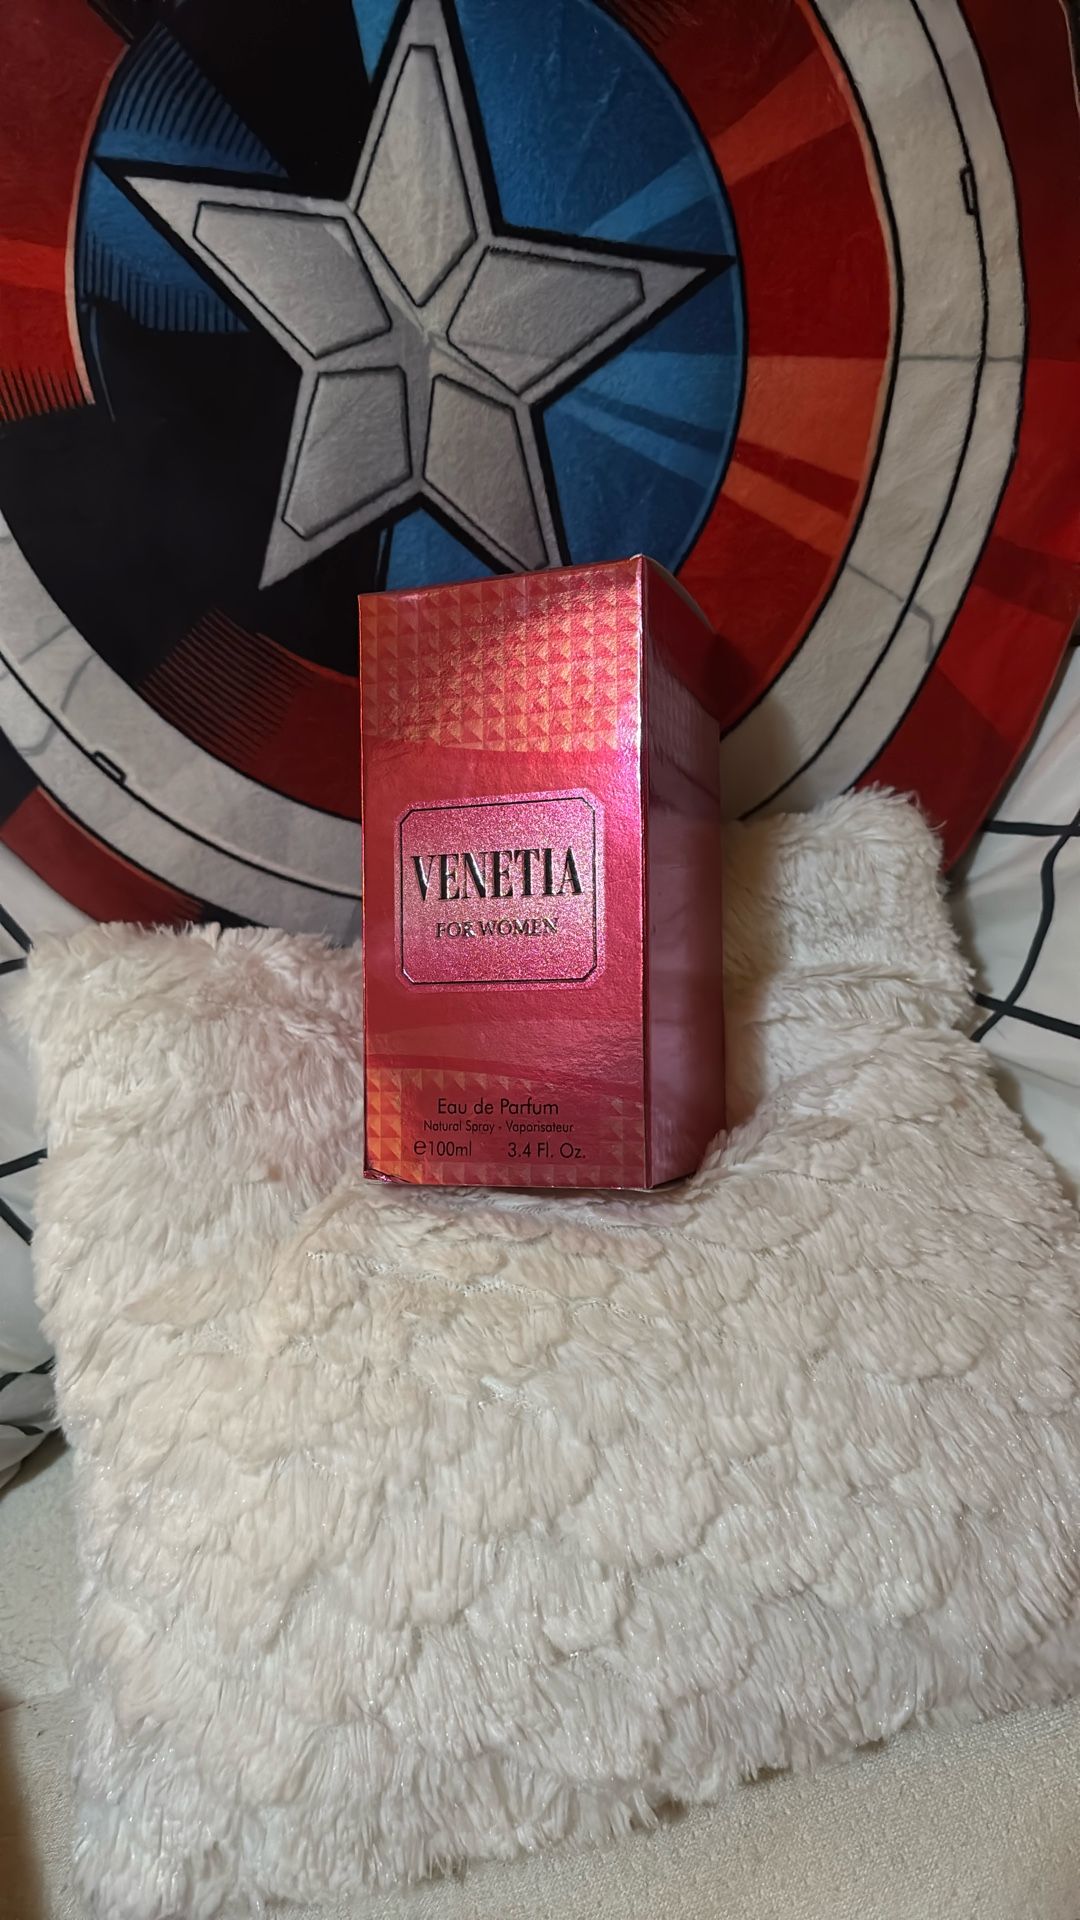 VENETIA
FOR WOMEN
Eau de Parfum
Natural Spray - Vaporisateur
℮100ml 3.4 Fl. Oz.